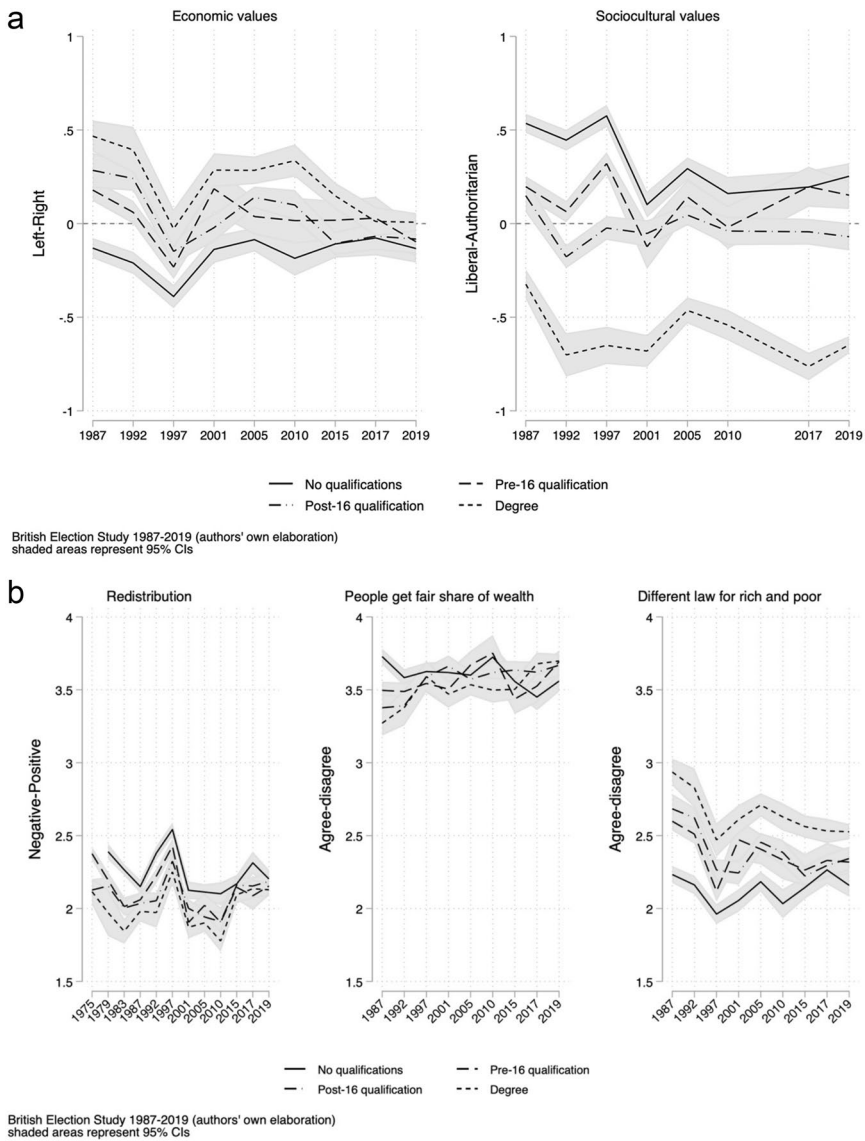 a
Economic values
Sociocultural values
1
.5
0
-.5
-1
Left-Right
1987 1992 1997 2001 2005 2010 2015 2017 2019
1
.5
0
-.5
-1
Liberal-Authoritarian
1987 1992 1997 2001 2005 2010 2017 2019
No qualifications
Pre-16 qualification
Post-16 qualification
Degree
British Election Study 1987-2019 (authors' own elaboration)
shaded areas represent 95% CIs
b
Redistribution
People get fair share of wealth
Different law for rich and poor
4
3.5
3
2.5
2
1.5
Negative-Positive
1975 1979 1983 1987 1992 1997 2001 2005 2010 2015 2017 2019
4
3.5
3
2.5
2
1.5
Agree-disagree
1987 1992 1997 2001 2005 2010 2015 2017 2019
4
3.5
3
2.5
2
1.5
Agree-disagree
1987 1992 1997 2001 2005 2010 2015 2017 2019
No qualifications
Pre-16 qualification
Post-16 qualification
Degree
British Election Study 1987-2019 (authors' own elaboration)
shaded areas represent 95% CIs